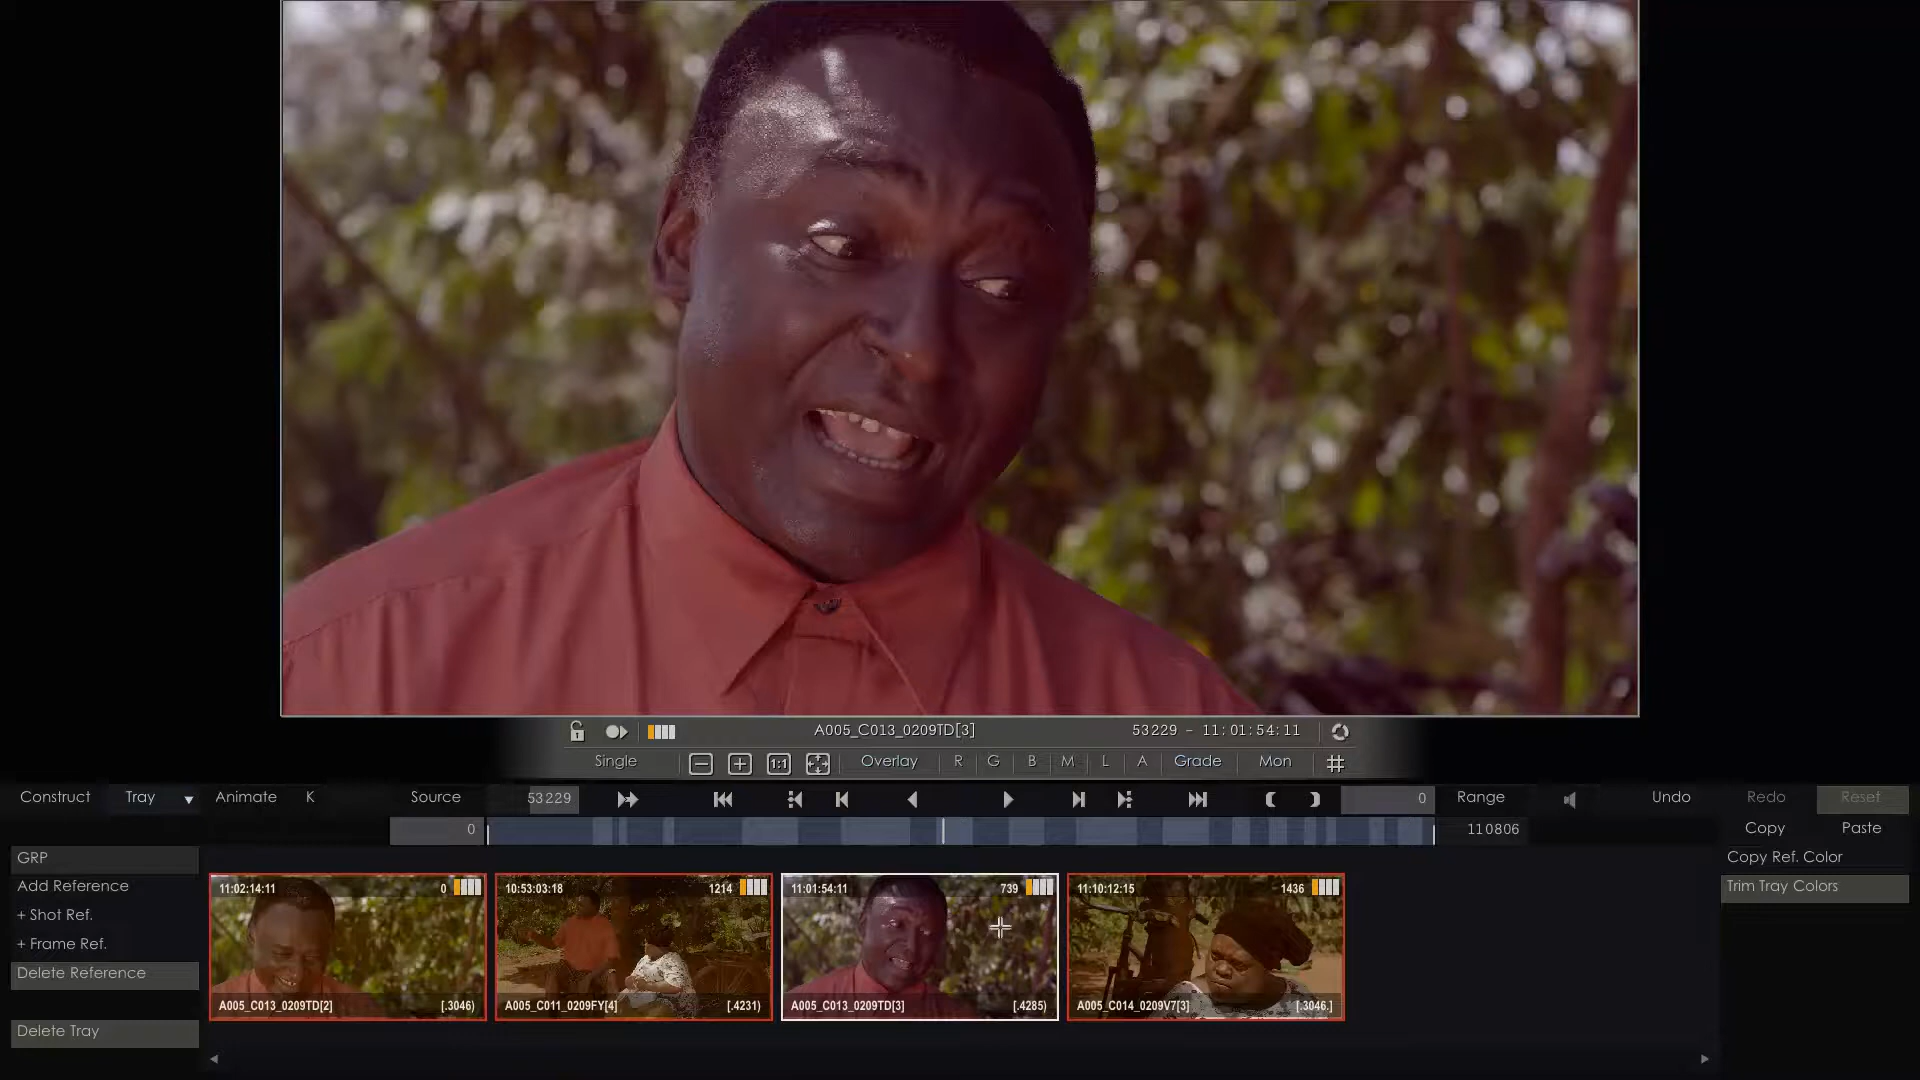 A005_C013_0209TD[3] 53229 - 11:01:54:11
Single 1:1 Overlay R G B M L A Grade Mon
Construct Tray Animate K Source 53229 0 Range Undo Redo Reset
0 110806 Copy Paste
GRP
Add Reference
+ Shot Ref.
+ Frame Ref.
Delete Reference
Delete Tray
11:02:14:11 0
A005_C013_0209TD[2] [.3046)
10:53:03:18 1214
A005_C011_0209FY[4] [.4231)
11:01:54:11 739
A005_C013_0209TD[3] [.4285)
11:10:12:15 1436
A005_C014_0209V7[3] [.3046.]
Copy Ref. Color
Trim Tray Colors